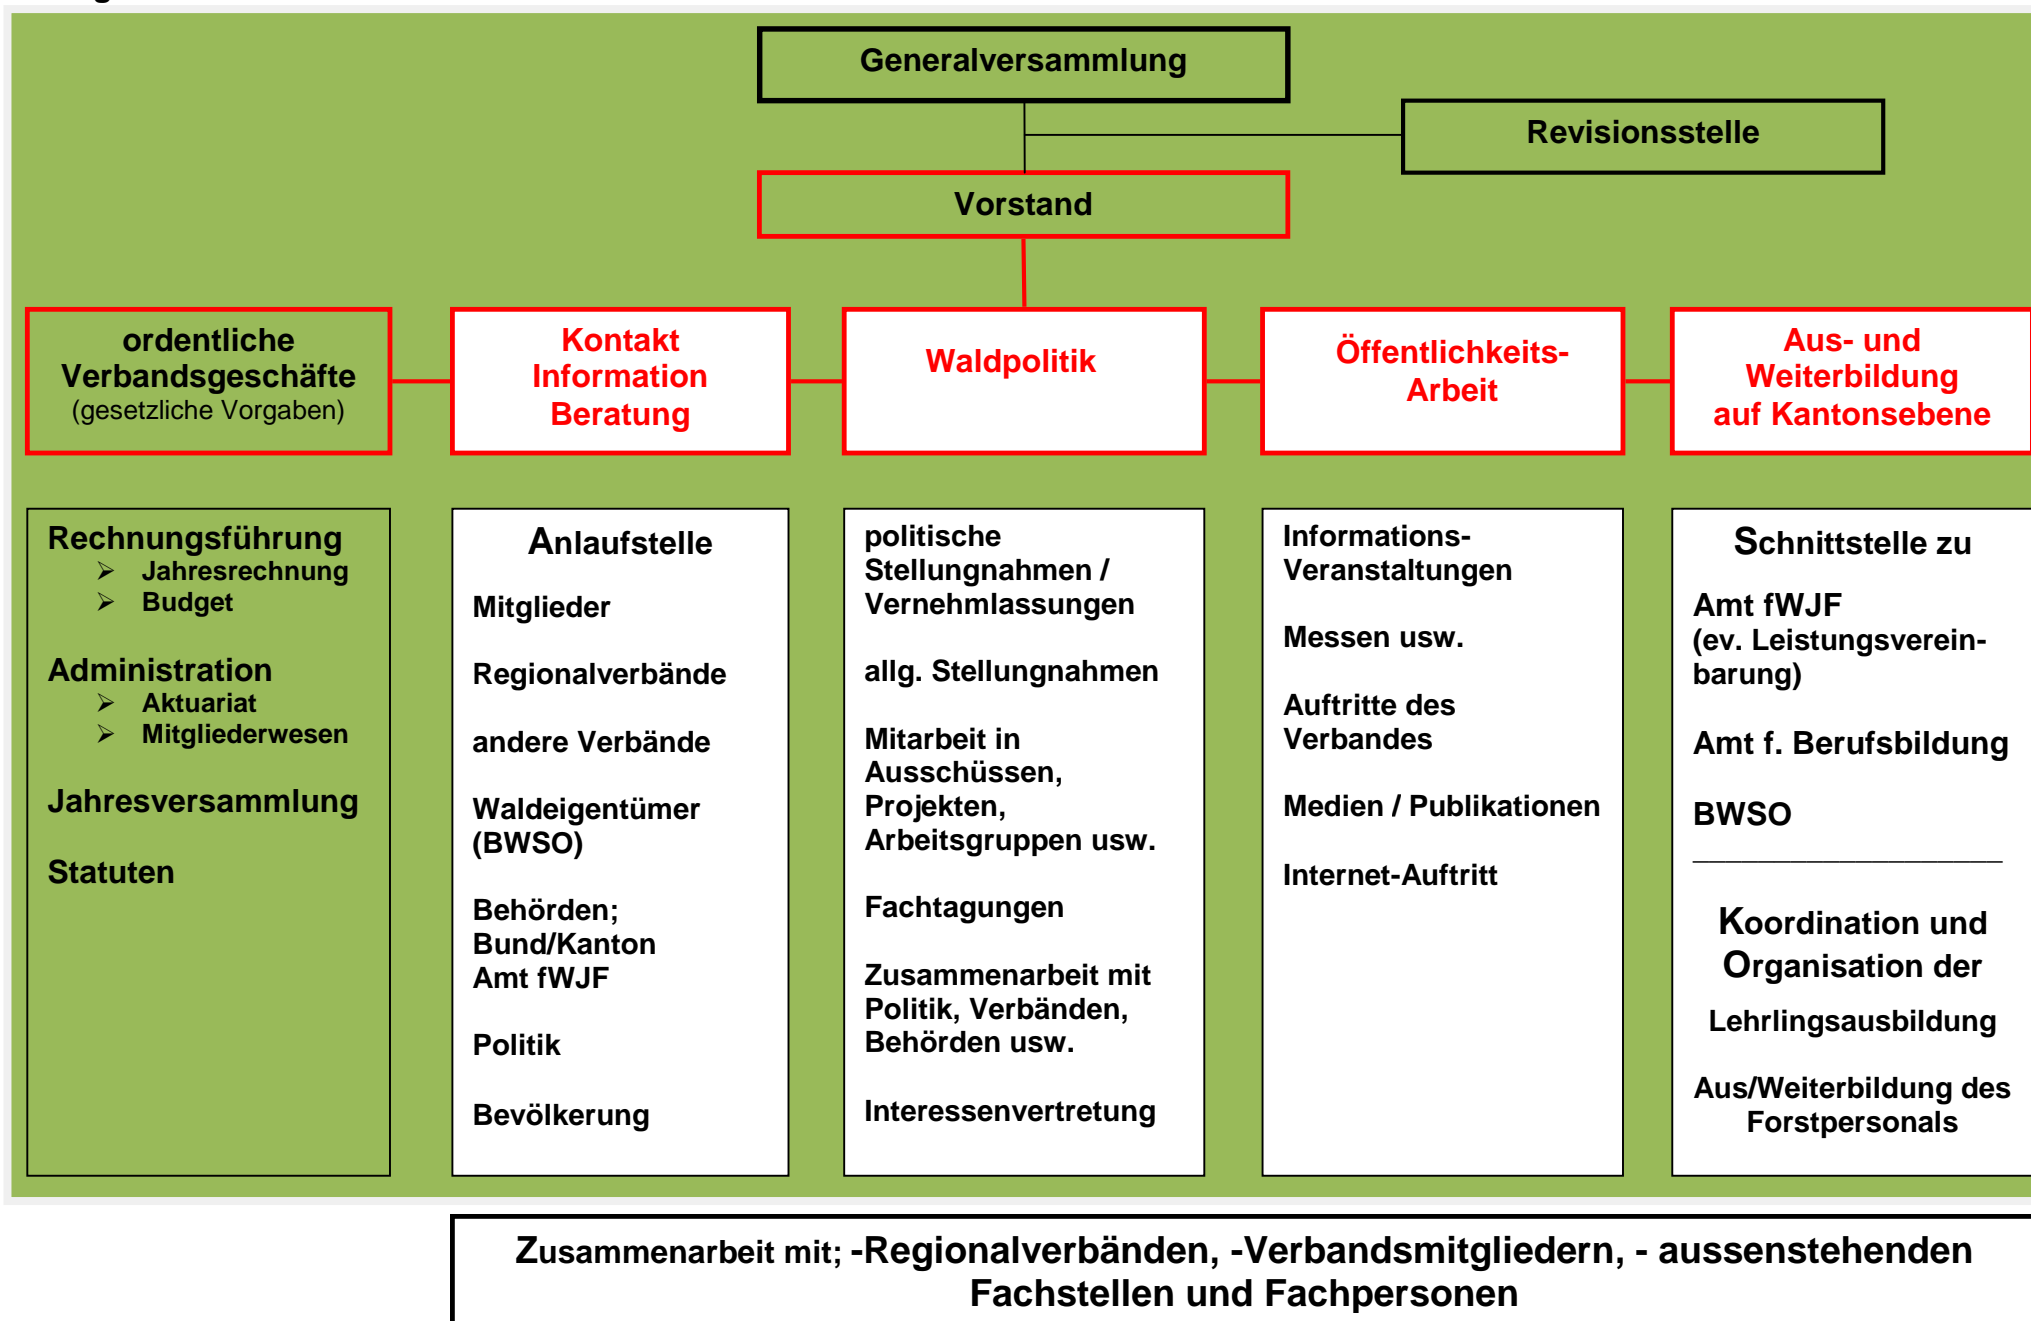 Generalversammlung
Revisionsstelle
Vorstand
ordentliche
Verbandsgeschäfte
(gesetzliche Vorgaben)
Kontakt
Information
Beratung
Waldpolitik
Öffentlichkeits-
Arbeit
Aus- und
Weiterbildung
auf Kantonsebene
Rechnungsführung
➢ Jahresrechnung
➢ Budget
Administration
➢ Aktuariat
➢ Mitgliederwesen
Jahresversammlung
Statuten
Anlaufstelle
Mitglieder
Regionalverbände
andere Verbände
Waldeigentümer
(BWSO)
Behörden;
Bund/Kanton
Amt fWJF
Politik
Bevölkerung
politische
Stellungnahmen /
Vernehmlassungen
allg. Stellungnahmen
Mitarbeit in
Ausschüssen,
Projekten,
Arbeitsgruppen usw.
Fachtagungen
Zusammenarbeit mit
Politik, Verbänden,
Behörden usw.
Interessenvertretung
Informations-
Veranstaltungen
Messen usw.
Auftritte des
Verbandes
Medien / Publikationen
Internet-Auftritt
Schnittstelle zu
Amt fWJF
(ev. Leistungsverein-
barung)
Amt f. Berufsbildung
BWSO
Koordination und
Organisation der
Lehrlingsausbildung
Aus/Weiterbildung des
Forstpersonals
Zusammenarbeit mit; -Regionalverbänden, -Verbandsmitgliedern, - aussenstehenden
Fachstellen und Fachpersonen